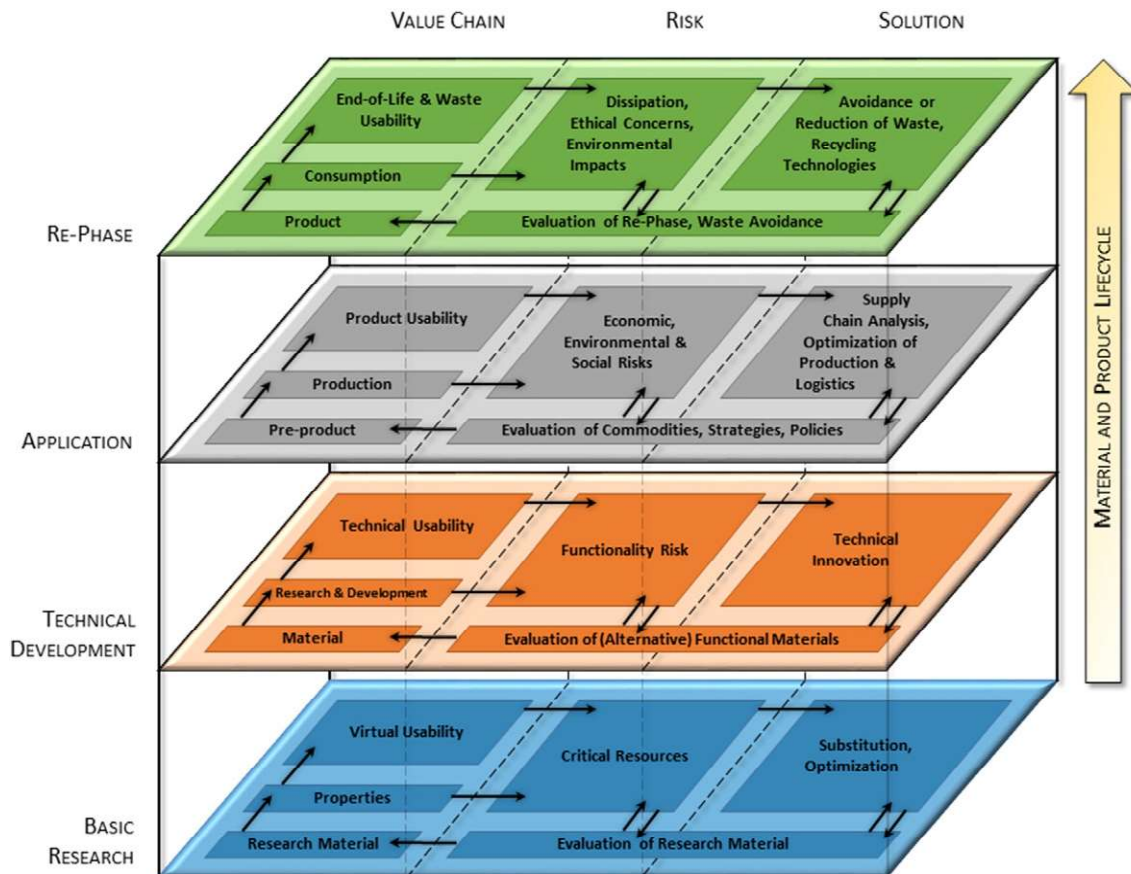 VALUE CHAIN
RISK
SOLUTION
End-of-Life & Waste
Usability
Dissipation,
Ethical Concerns,
Environmental
Impacts
Avoidance or
Reduction of Waste,
Recycling
Technologies
Consumption
Product
Evaluation of Re-Phase, Waste Avoidance
RE-PHASE
Product Usability
Economic,
Environmental &
Social Risks
Supply
Chain Analysis,
Optimization of
Production &
Logistics
Production
Pre-product
Evaluation of Commodities, Strategies, Policies
APPLICATION
Technical Usability
Functionality Risk
Technical
Innovation
Research & Development
Material
Evaluation of (Alternative) Functional Materials
TECHNICAL
DEVELOPMENT
Virtual Usability
Critical Resources
Substitution,
Optimization
Properties
Research Material
Evaluation of Research Material
BASIC
RESEARCH
MATERIAL AND PRODUCT LIFECYCLE